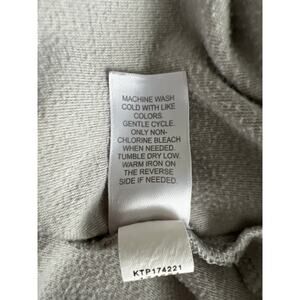 MACHINE WASH
COLD WITH LIKE
COLORS.
GENTLE CYCLE.
ONLY NON-
CHLORINE BLEACH
WHEN NEEDED.
TUMBLE DRY LOW.
WARM IRON ON
THE REVERSE
SIDE IF NEEDED.
KTP174221